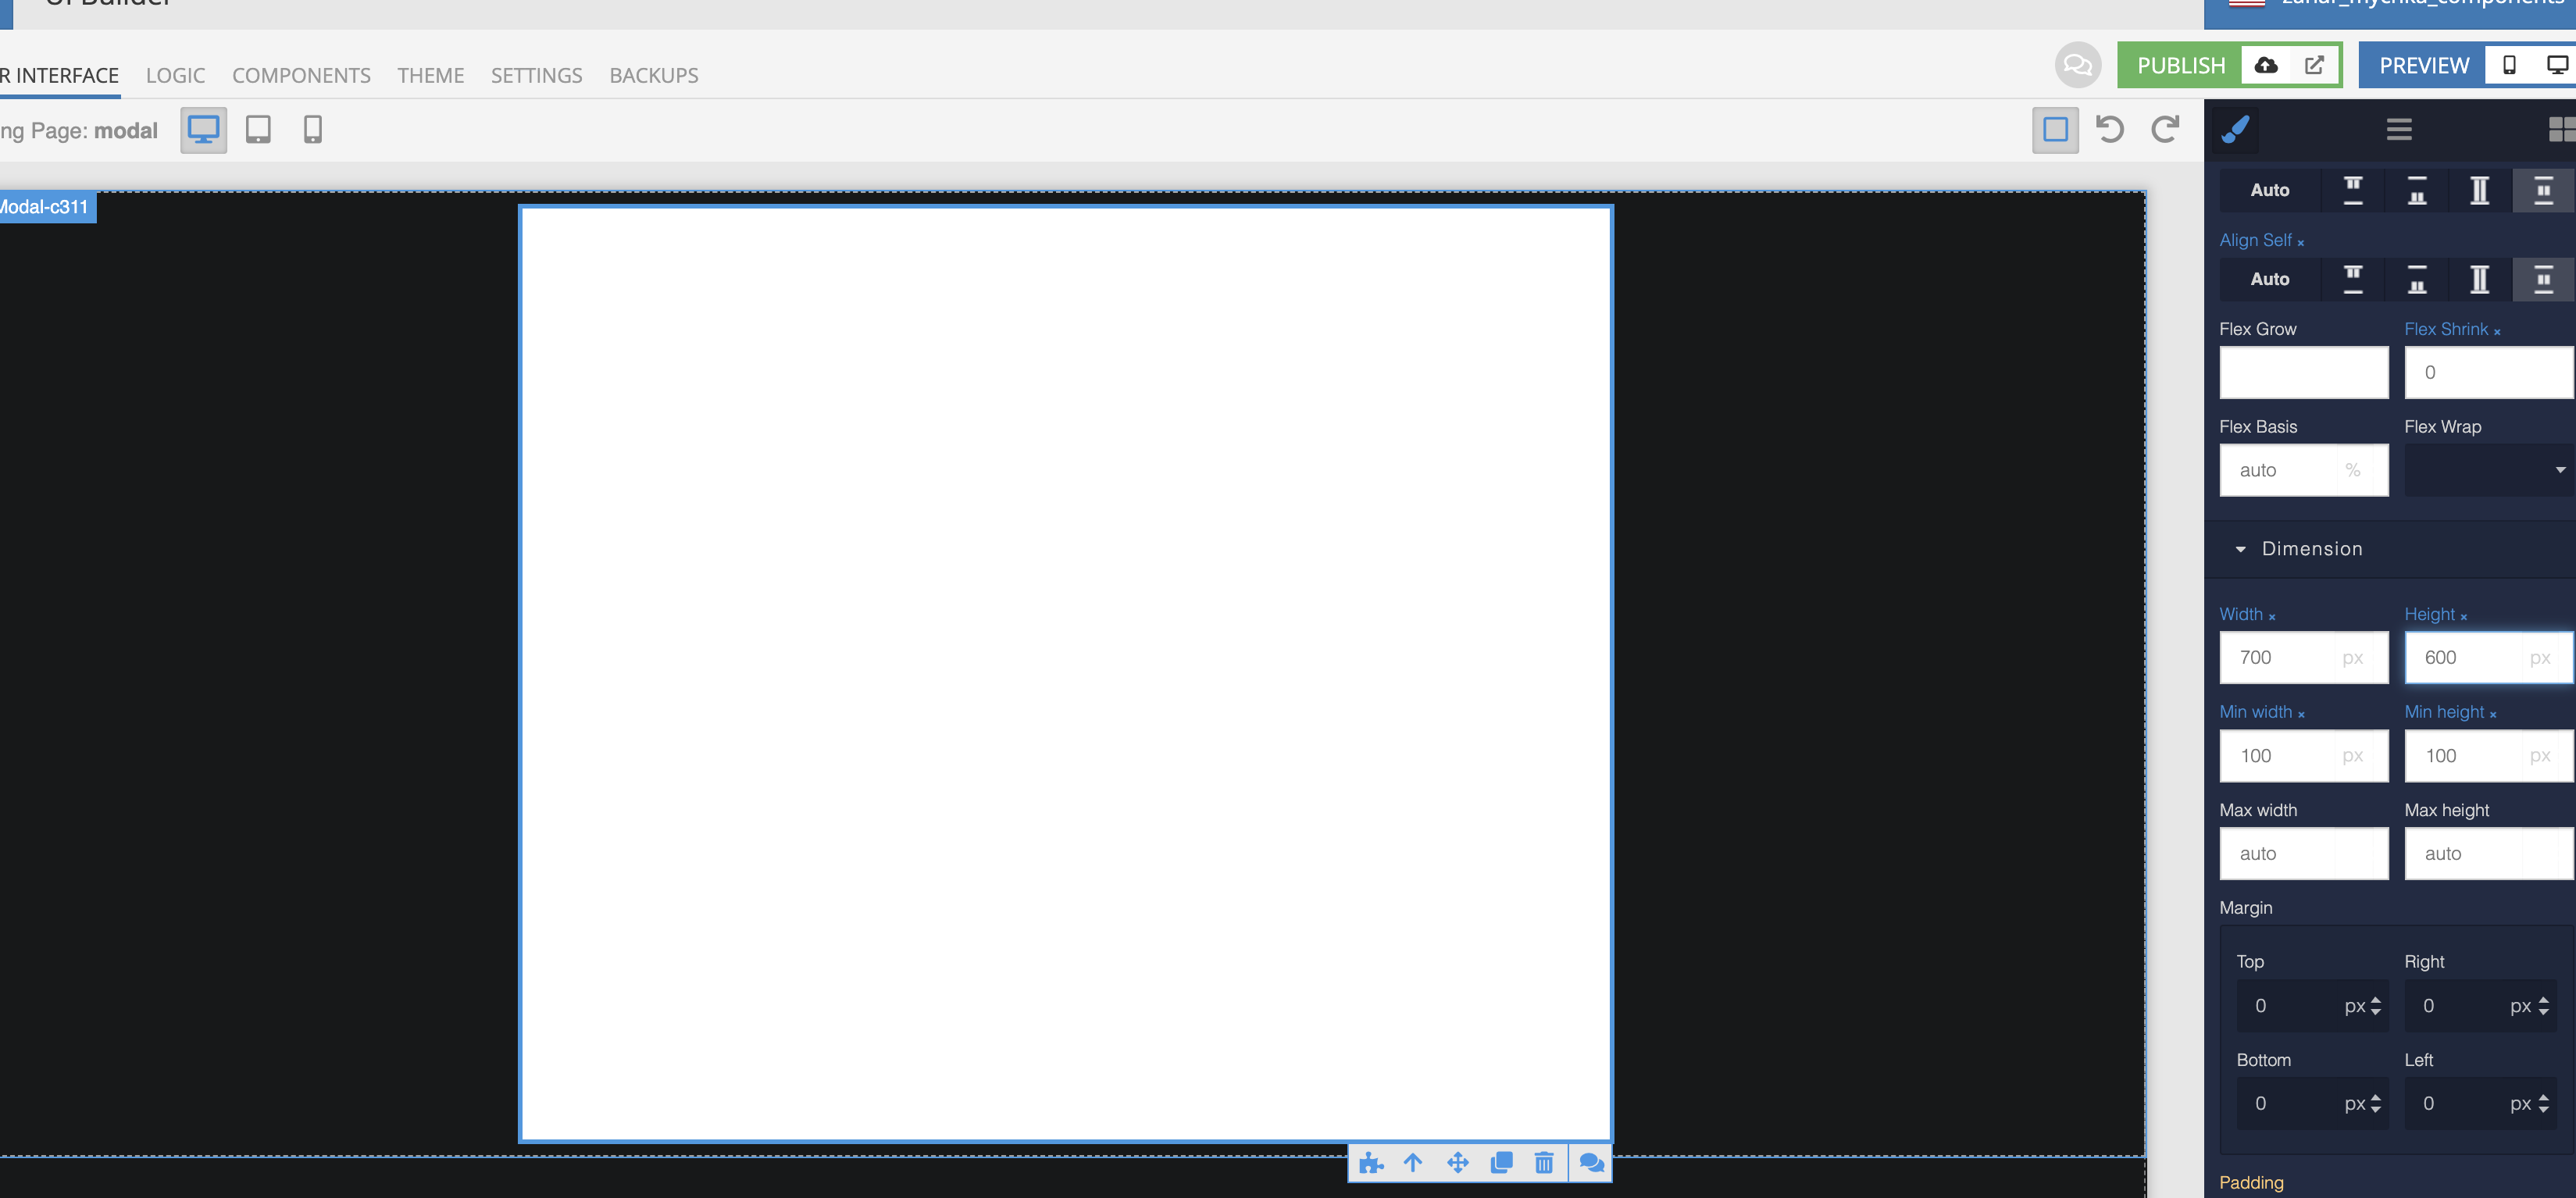 UI Builder
zahar_mychka_components
R INTERFACE LOGIC COMPONENTS THEME SETTINGS BACKUPS
PUBLISH
PREVIEW
ng Page: modal
Modal-c311
Auto
Align Self ×
Auto
Flex Grow Flex Shrink ×
0
Flex Basis Flex Wrap
auto %
Dimension
Width × Height ×
700 px 600 px
Min width × Min height ×
100 px 100 px
Max width Max height
auto auto
Margin
Top Right
0 px 0 px
Bottom Left
0 px 0 px
Padding